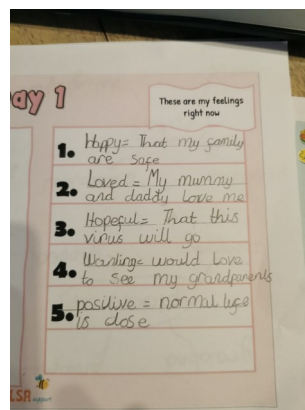 ay 1
These are my feelings
right now
1. Happy = That my family
are safe
2. Loved = My mummy
and daddy love me
3. Hopeful = That this
virus will go
4. Wanting = would love
to see my grandparents
5. positive = normal life
is close
LSA
support